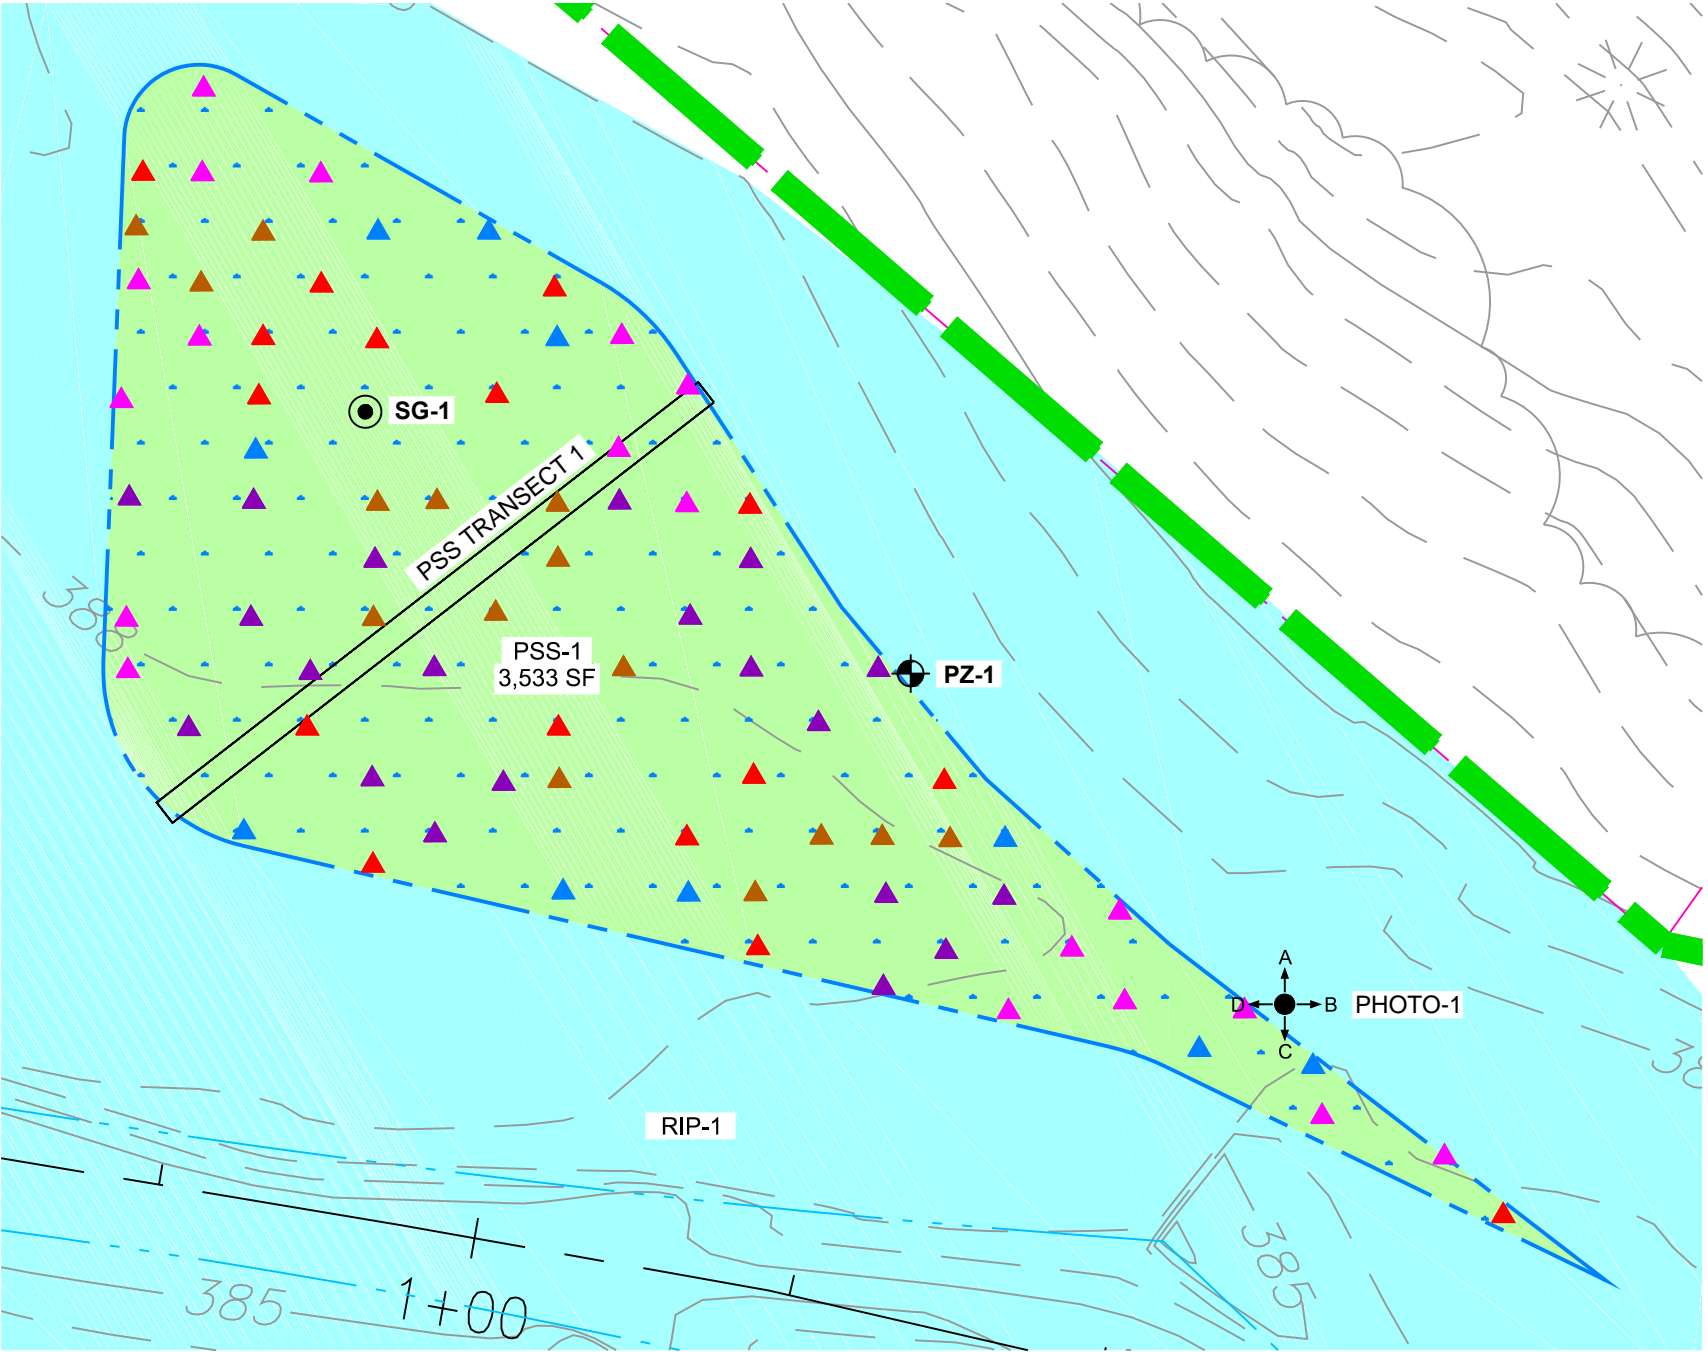 SG-1
PSS TRANSECT 1
388
PSS-1
3,533 SF
PZ-1
A
D
B
PHOTO-1
C
RIP-1
385
385
1+00